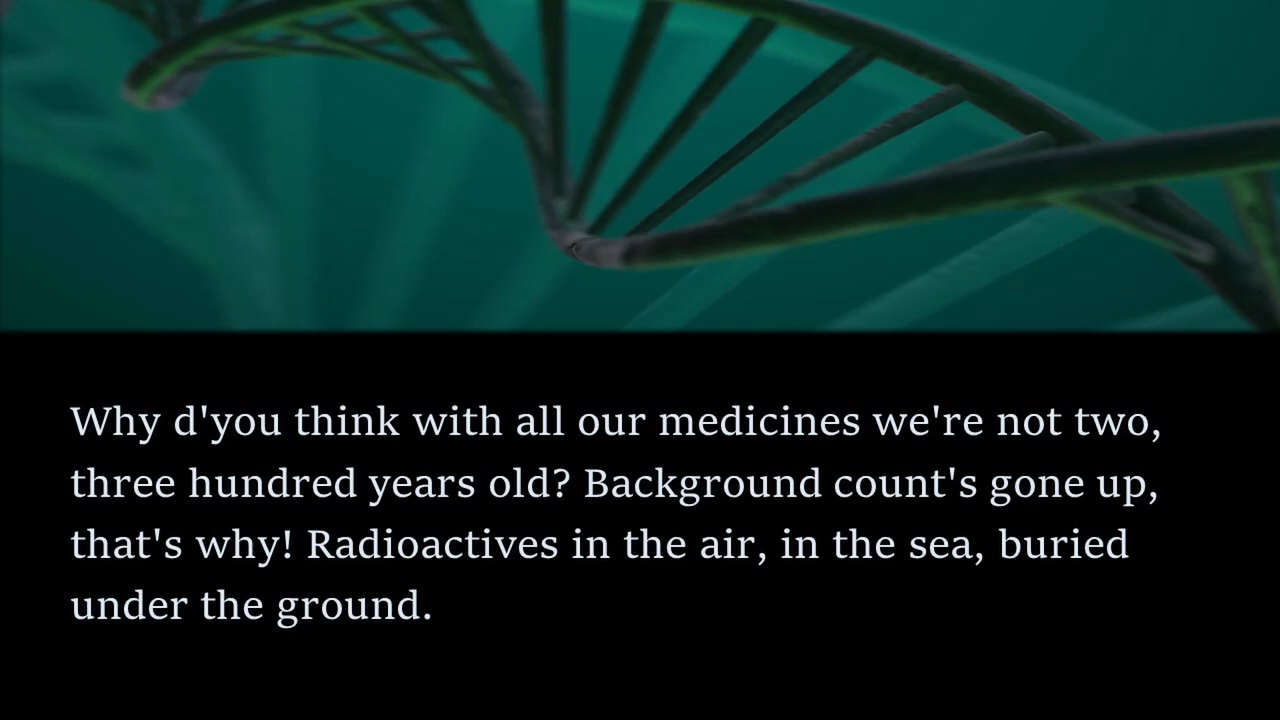 Why d'you think with all our medicines we're not two,
three hundred years old? Background count's gone up,
that's why! Radioactives in the air, in the sea, buried
under the ground.